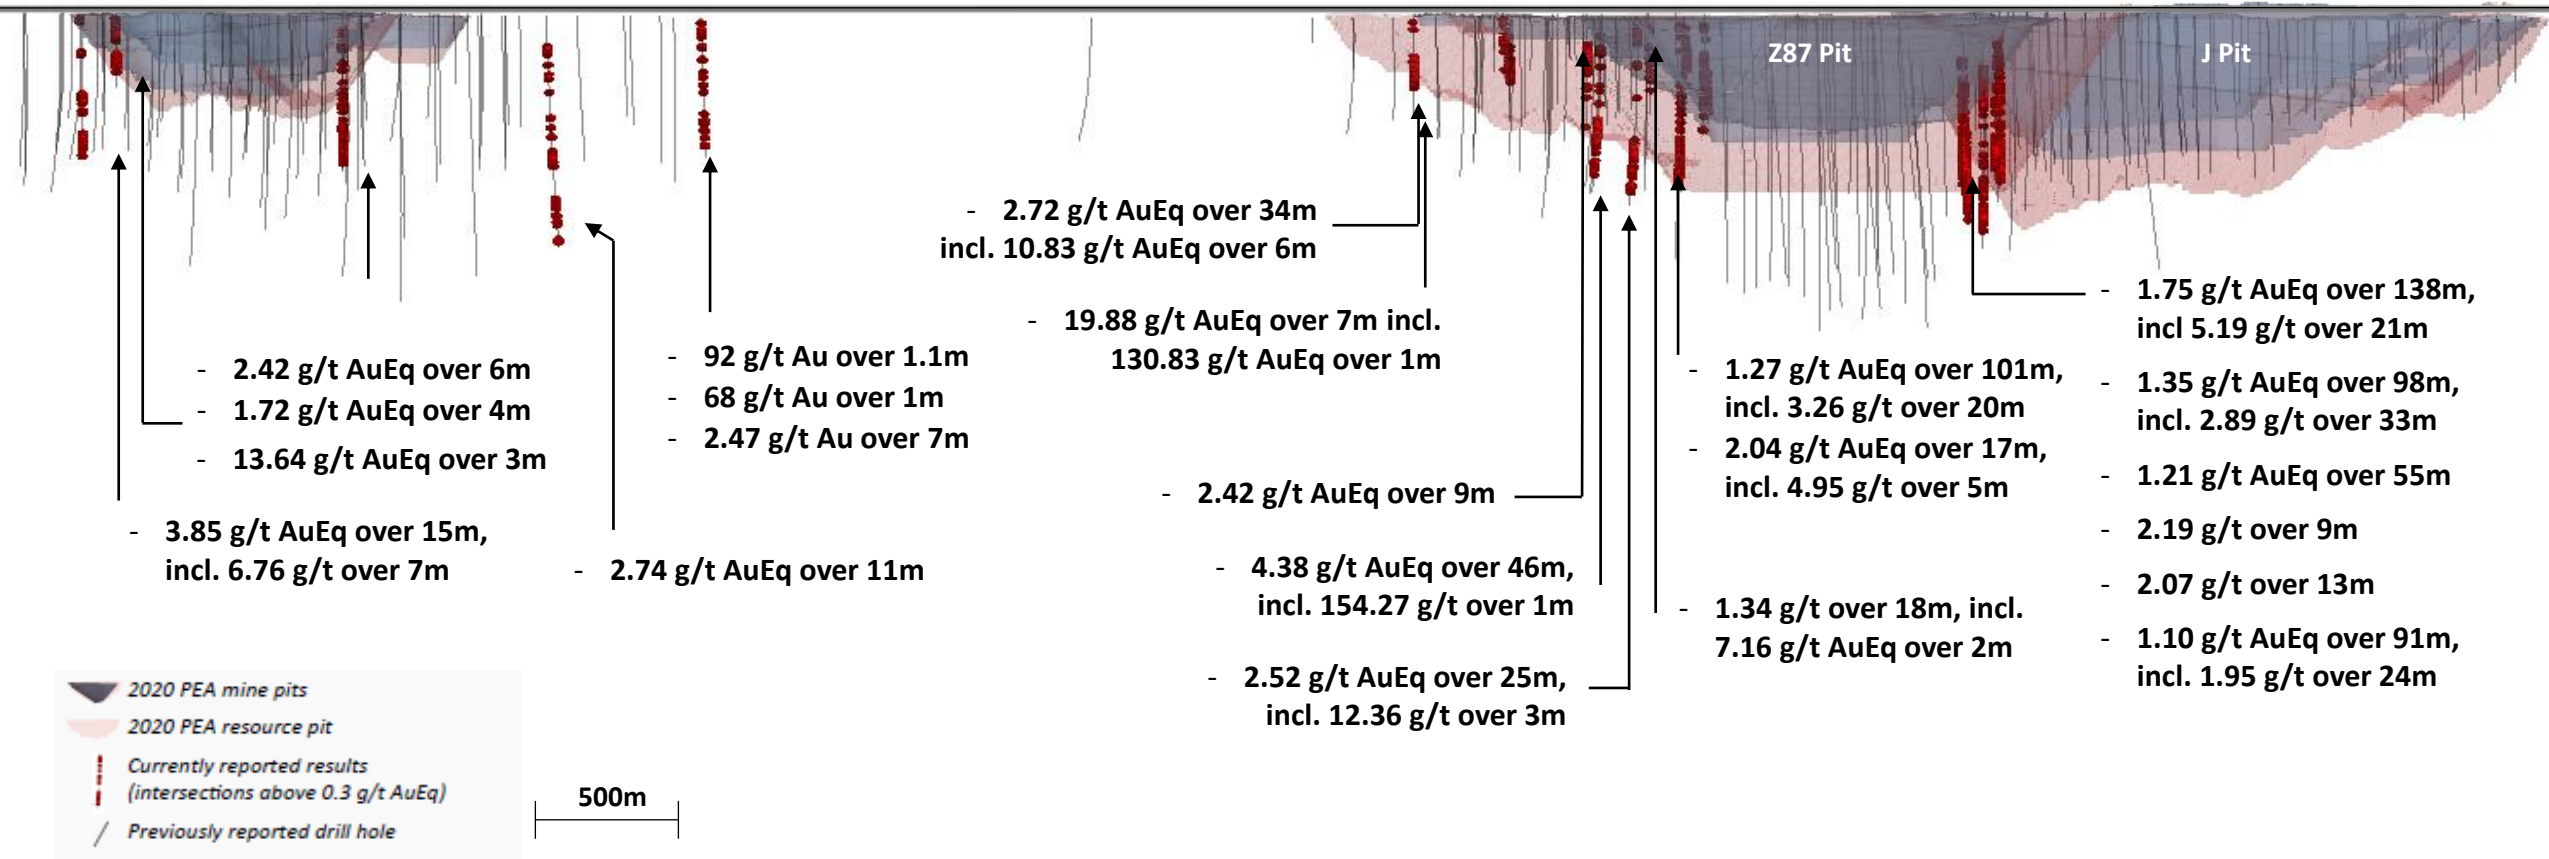 Z87 Pit
J Pit
- 2.72 g/t AuEq over 34m
incl. 10.83 g/t AuEq over 6m
- 19.88 g/t AuEq over 7m incl.
130.83 g/t AuEq over 1m
- 2.42 g/t AuEq over 6m
- 1.72 g/t AuEq over 4m
- 13.64 g/t AuEq over 3m
- 3.85 g/t AuEq over 15m,
incl. 6.76 g/t over 7m
- 92 g/t Au over 1.1m
- 68 g/t Au over 1m
- 2.47 g/t Au over 7m
- 2.74 g/t AuEq over 11m
- 2.42 g/t AuEq over 9m
- 4.38 g/t AuEq over 46m,
incl. 154.27 g/t over 1m
- 2.52 g/t AuEq over 25m,
incl. 12.36 g/t over 3m
- 1.27 g/t AuEq over 101m,
incl. 3.26 g/t over 20m
- 2.04 g/t AuEq over 17m,
incl. 4.95 g/t over 5m
- 1.34 g/t over 18m, incl.
7.16 g/t AuEq over 2m
- 1.75 g/t AuEq over 138m,
incl 5.19 g/t over 21m
- 1.35 g/t AuEq over 98m,
incl. 2.89 g/t over 33m
- 1.21 g/t AuEq over 55m
- 2.19 g/t over 9m
- 2.07 g/t over 13m
- 1.10 g/t AuEq over 91m,
incl. 1.95 g/t over 24m
2020 PEA mine pits
2020 PEA resource pit
Currently reported results
(intersections above 0.3 g/t AuEq)
Previously reported drill hole
500m